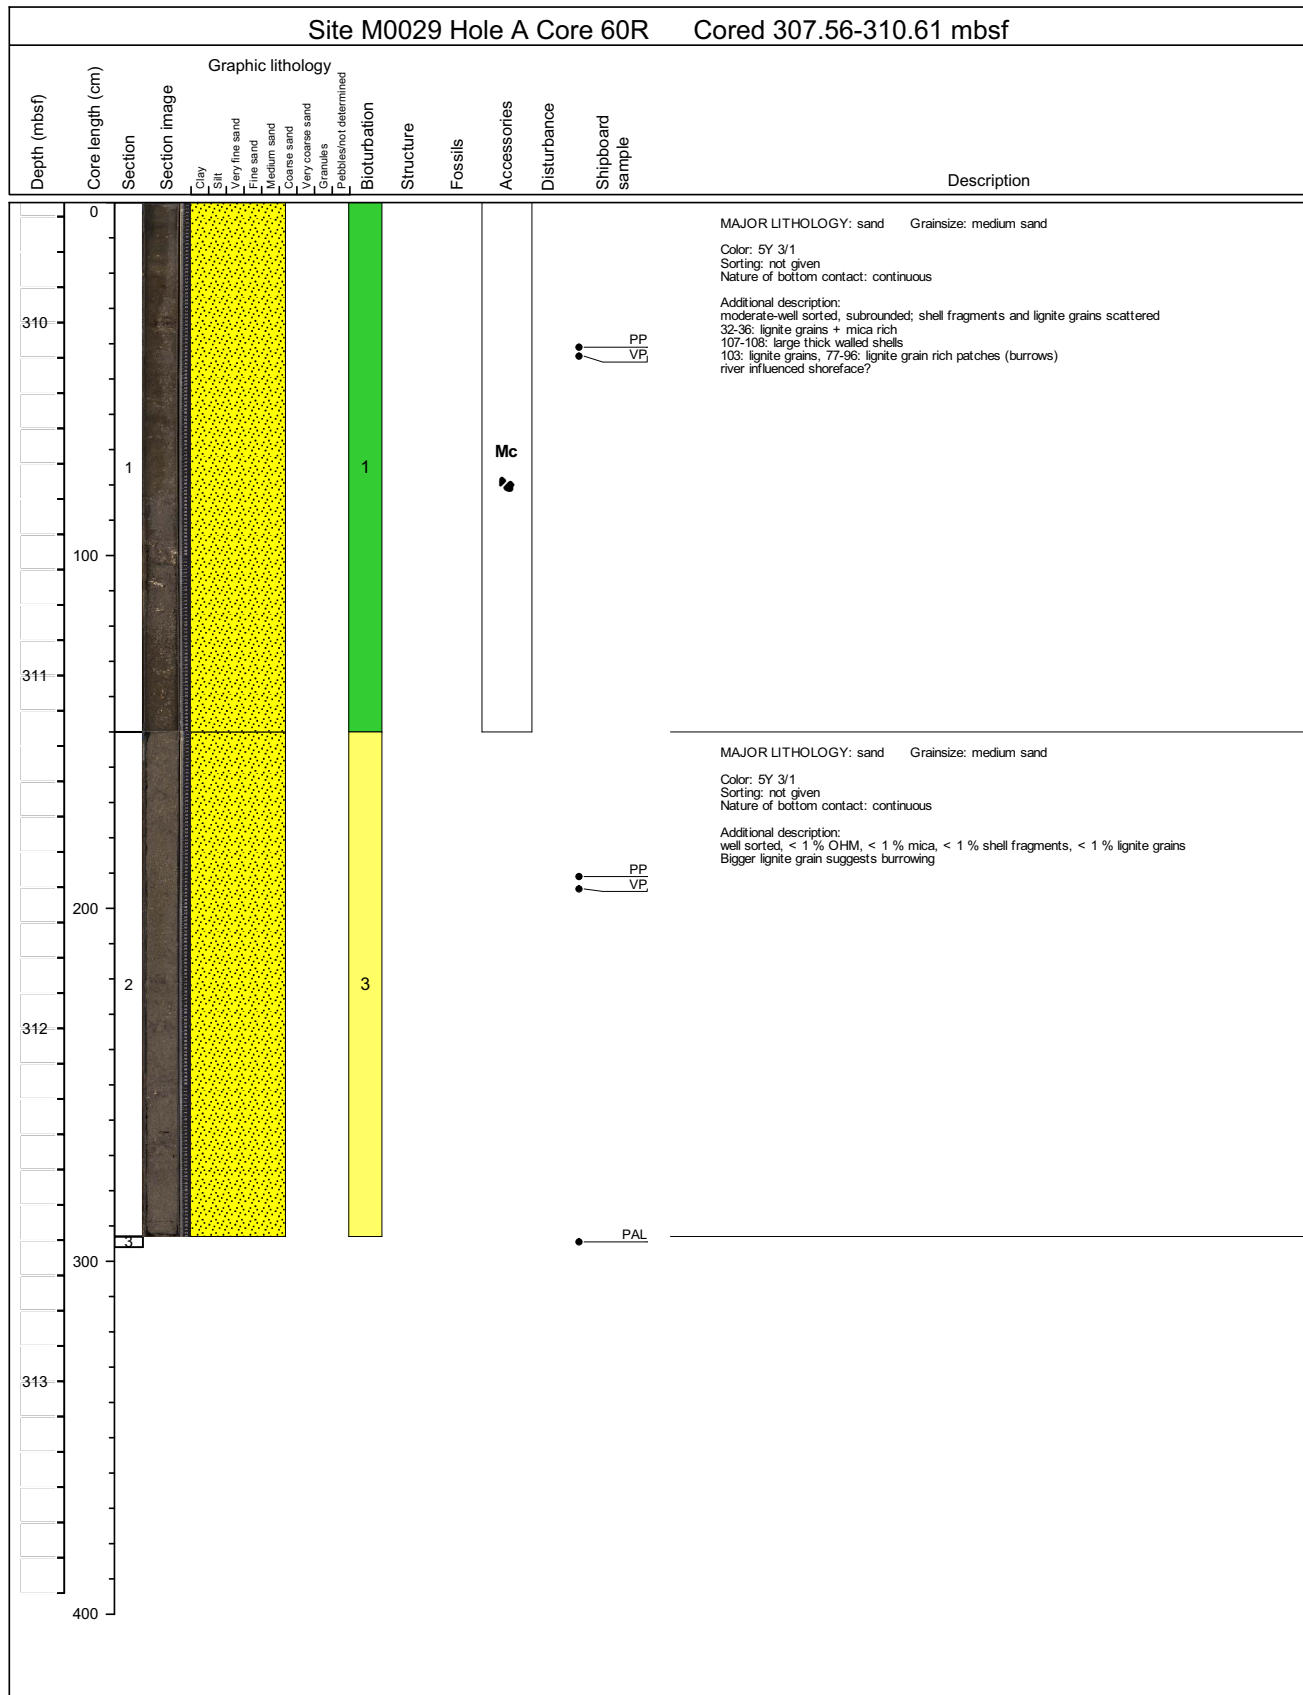 Site M0029 Hole A Core 60R Cored 307.56-310.61 mbsf
Depth (mbsf)
Core length (cm)
Section
Section image
Graphic lithology
Clay
Silt
Very fine sand
Fine sand
Medium sand
Coarse sand
Very coarse sand
Granules
Pebbles/not determined
Bioturbation
Structure
Fossils
Accessories
Disturbance
Shipboard
sample
Description
0
MAJOR LITHOLOGY: sand Grainsize: medium sand
Color: 5Y 3/1
Sorting: not given
Nature of bottom contact: continuous
Additional description:
moderate-well sorted, subrounded; shell fragments and lignite grains scattered
32-36: lignite grains + mica rich
107-108: large thick walled shells
103: lignite grains, 77-96: lignite grain rich patches (burrows)
river influenced shoreface?
310
PP
VP
Mc
1
1
100
311
MAJOR LITHOLOGY: sand Grainsize: medium sand
Color: 5Y 3/1
Sorting: not given
Nature of bottom contact: continuous
Additional description:
well sorted, < 1 % OHM, < 1 % mica, < 1 % shell fragments, < 1 % lignite grains
Bigger lignite grain suggests burrowing
PP
VP
200
2
3
312
PAL
3
300
313
400